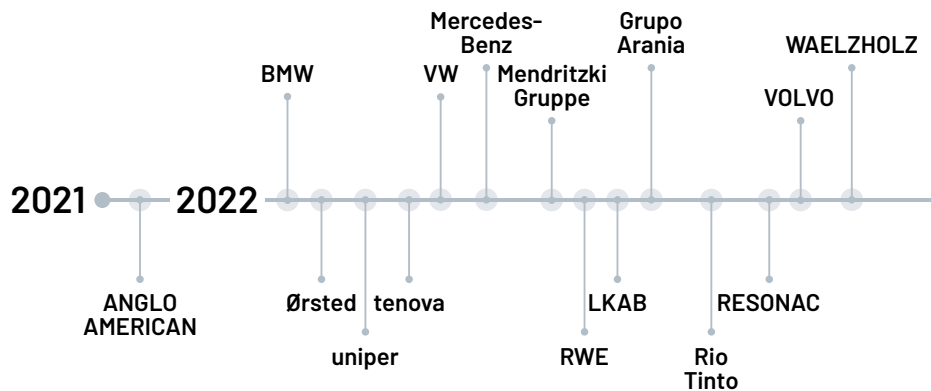 Mercedes-
Benz
Grupo
Arania
WAELZHOLZ
BMW
VW
Mendritzki
Gruppe
VOLVO
2021
2022
ANGLO
AMERICAN
Ørsted
tenova
LKAB
RESONAC
uniper
RWE
Rio
Tinto